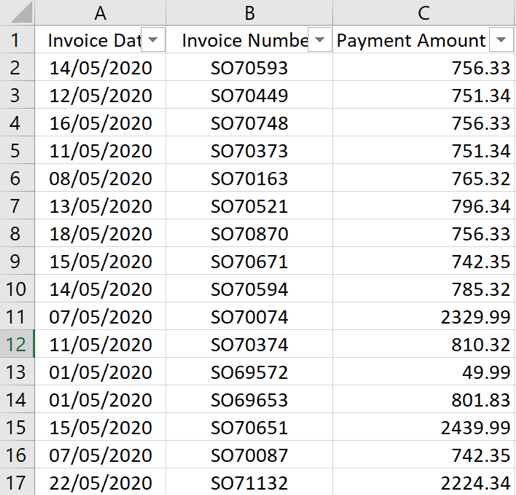 A B C
1 Invoice Dat Invoice Numbe Payment Amount
2 14/05/2020 SO70593 756.33
3 12/05/2020 SO70449 751.34
4 16/05/2020 SO70748 756.33
5 11/05/2020 SO70373 751.34
6 08/05/2020 SO70163 765.32
7 13/05/2020 SO70521 796.34
8 18/05/2020 SO70870 756.33
9 15/05/2020 SO70671 742.35
10 14/05/2020 SO70594 785.32
11 07/05/2020 SO70074 2329.99
12 11/05/2020 SO70374 810.32
13 01/05/2020 SO69572 49.99
14 01/05/2020 SO69653 801.83
15 15/05/2020 SO70651 2439.99
16 07/05/2020 SO70087 742.35
17 22/05/2020 SO71132 2224.34